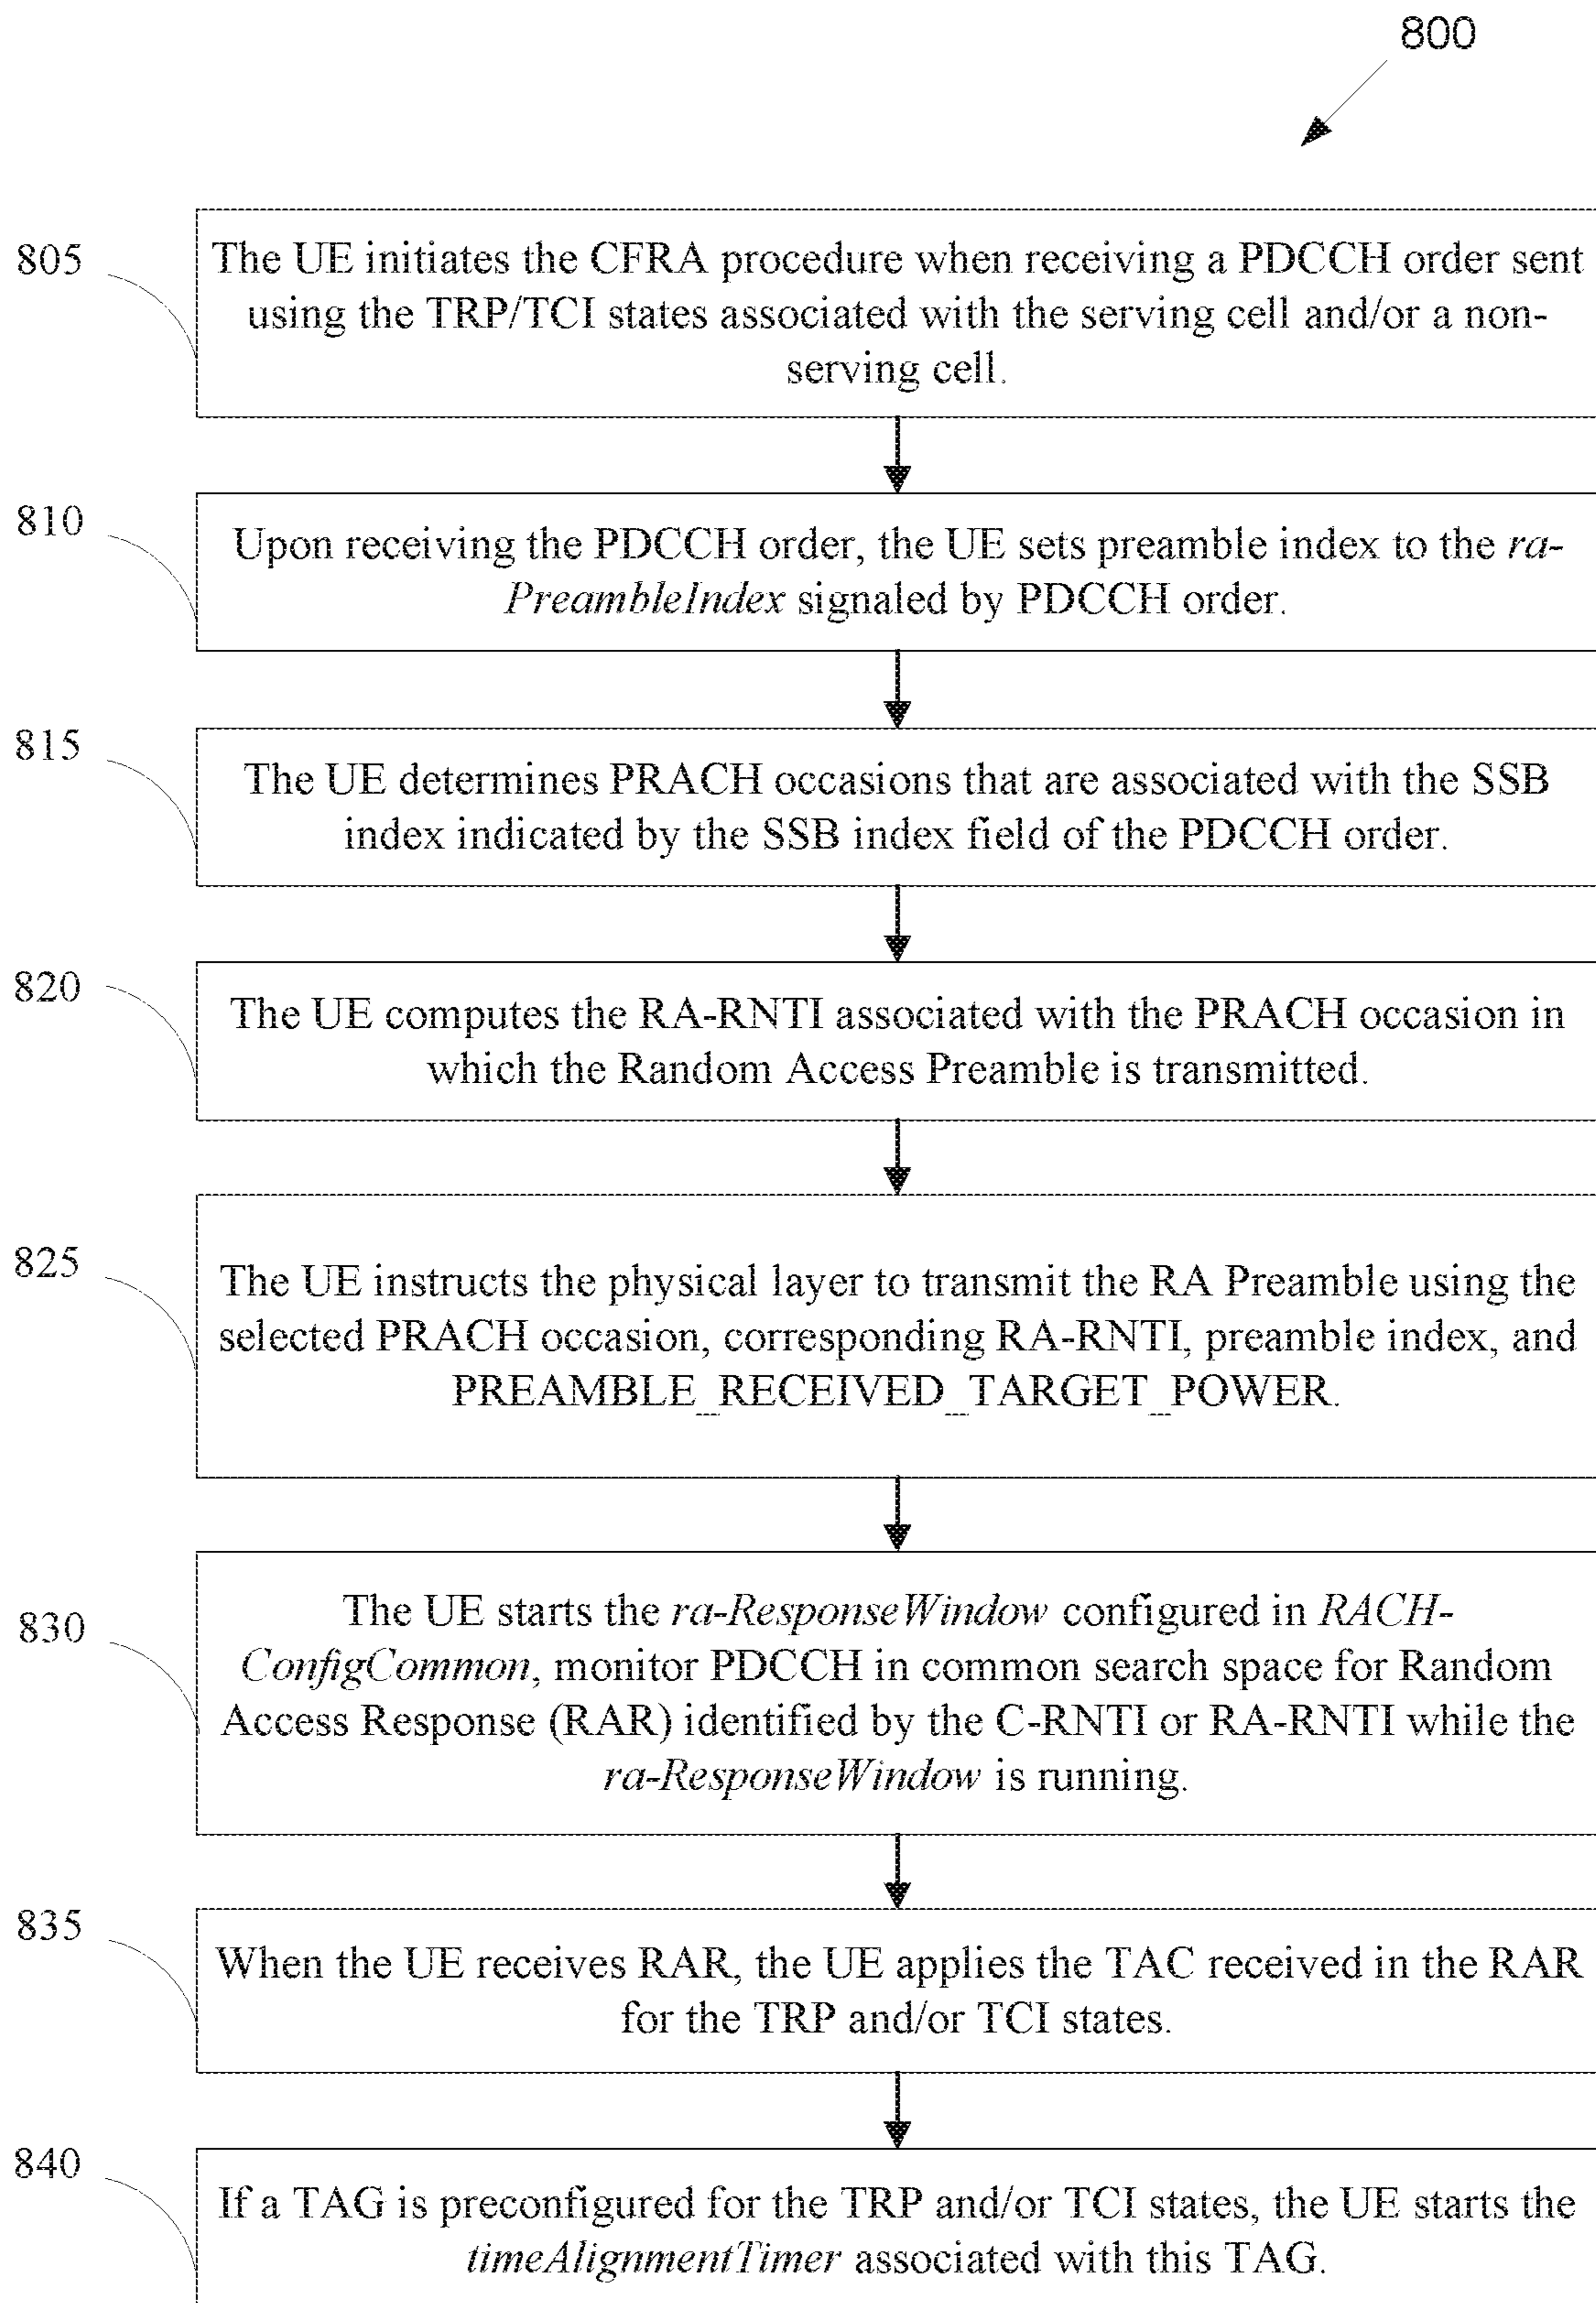 800
805
The UE initiates the CFRA procedure when receiving a PDCCH order sent
using the TRP/TCI states associated with the serving cell and/or a non-
serving cell.
810
Upon receiving the PDCCH order, the UE sets preamble index to the ra-
PreambleIndex signaled by PDCCH order.
815
The UE determines PRACH occasions that are associated with the SSB
index indicated by the SSB index field of the PDCCH order.
820
The UE computes the RA-RNTI associated with the PRACH occasion in
which the Random Access Preamble is transmitted.
825
The UE instructs the physical layer to transmit the RA Preamble using the
selected PRACH occasion, corresponding RA-RNTI, preamble index, and
PREAMBLE_RECEIVED_TARGET_POWER.
830
The UE starts the ra-ResponseWindow configured in RACH-
ConfigCommon, monitor PDCCH in common search space for Random
Access Response (RAR) identified by the C-RNTI or RA-RNTI while the
ra-ResponseWindow is running.
835
When the UE receives RAR, the UE applies the TAC received in the RAR
for the TRP and/or TCI states.
840
If a TAG is preconfigured for the TRP and/or TCI states, the UE starts the
timeAlignmentTimer associated with this TAG.